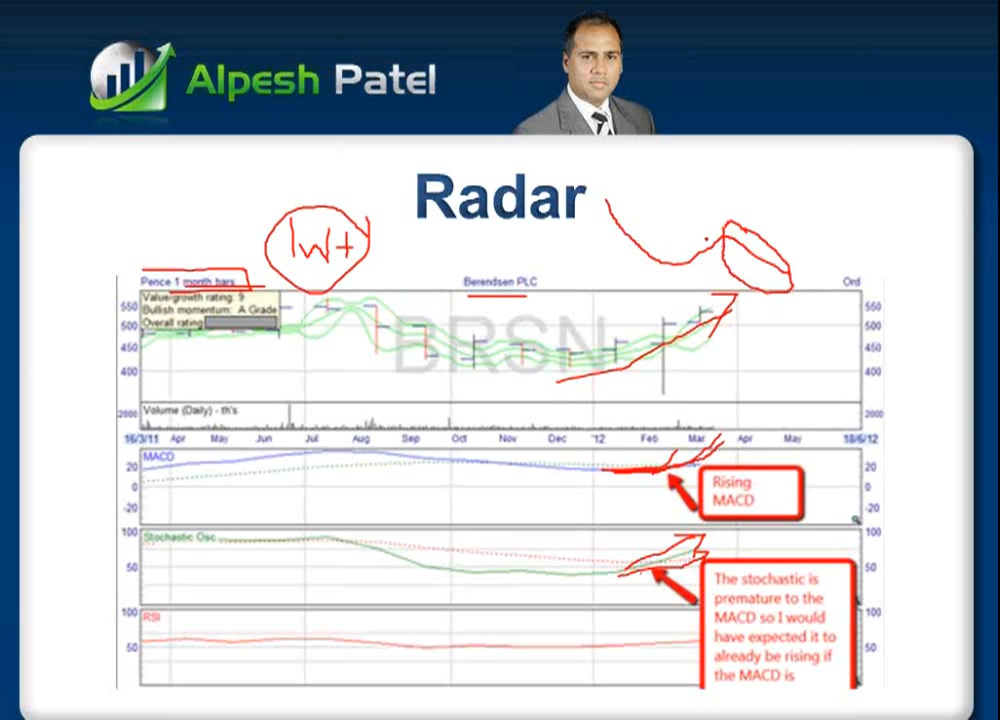 Alpesh Patel
Radar
1W+
Pence 1 month bars
Berendsen PLC
Ord
Value/growth rating: 9
Bullish momentum: A Grade
Overall rating
BRSN
550
500
450
400
550
500
450
400
2000
Volume (Daily) - th's
2000
16/3/11 Apr May Jun Jul Aug Sep Oct Nov Dec '12 Feb Mar Apr May 18/6/12
MACD
20
0
-20
20
0
-20
Rising
MACD
100
Stochastic Osc
50
100
50
The stochastic is
premature to the
MACD so I would
have expected it to
already be rising if
the MACD is
100
RSI
50
100
50